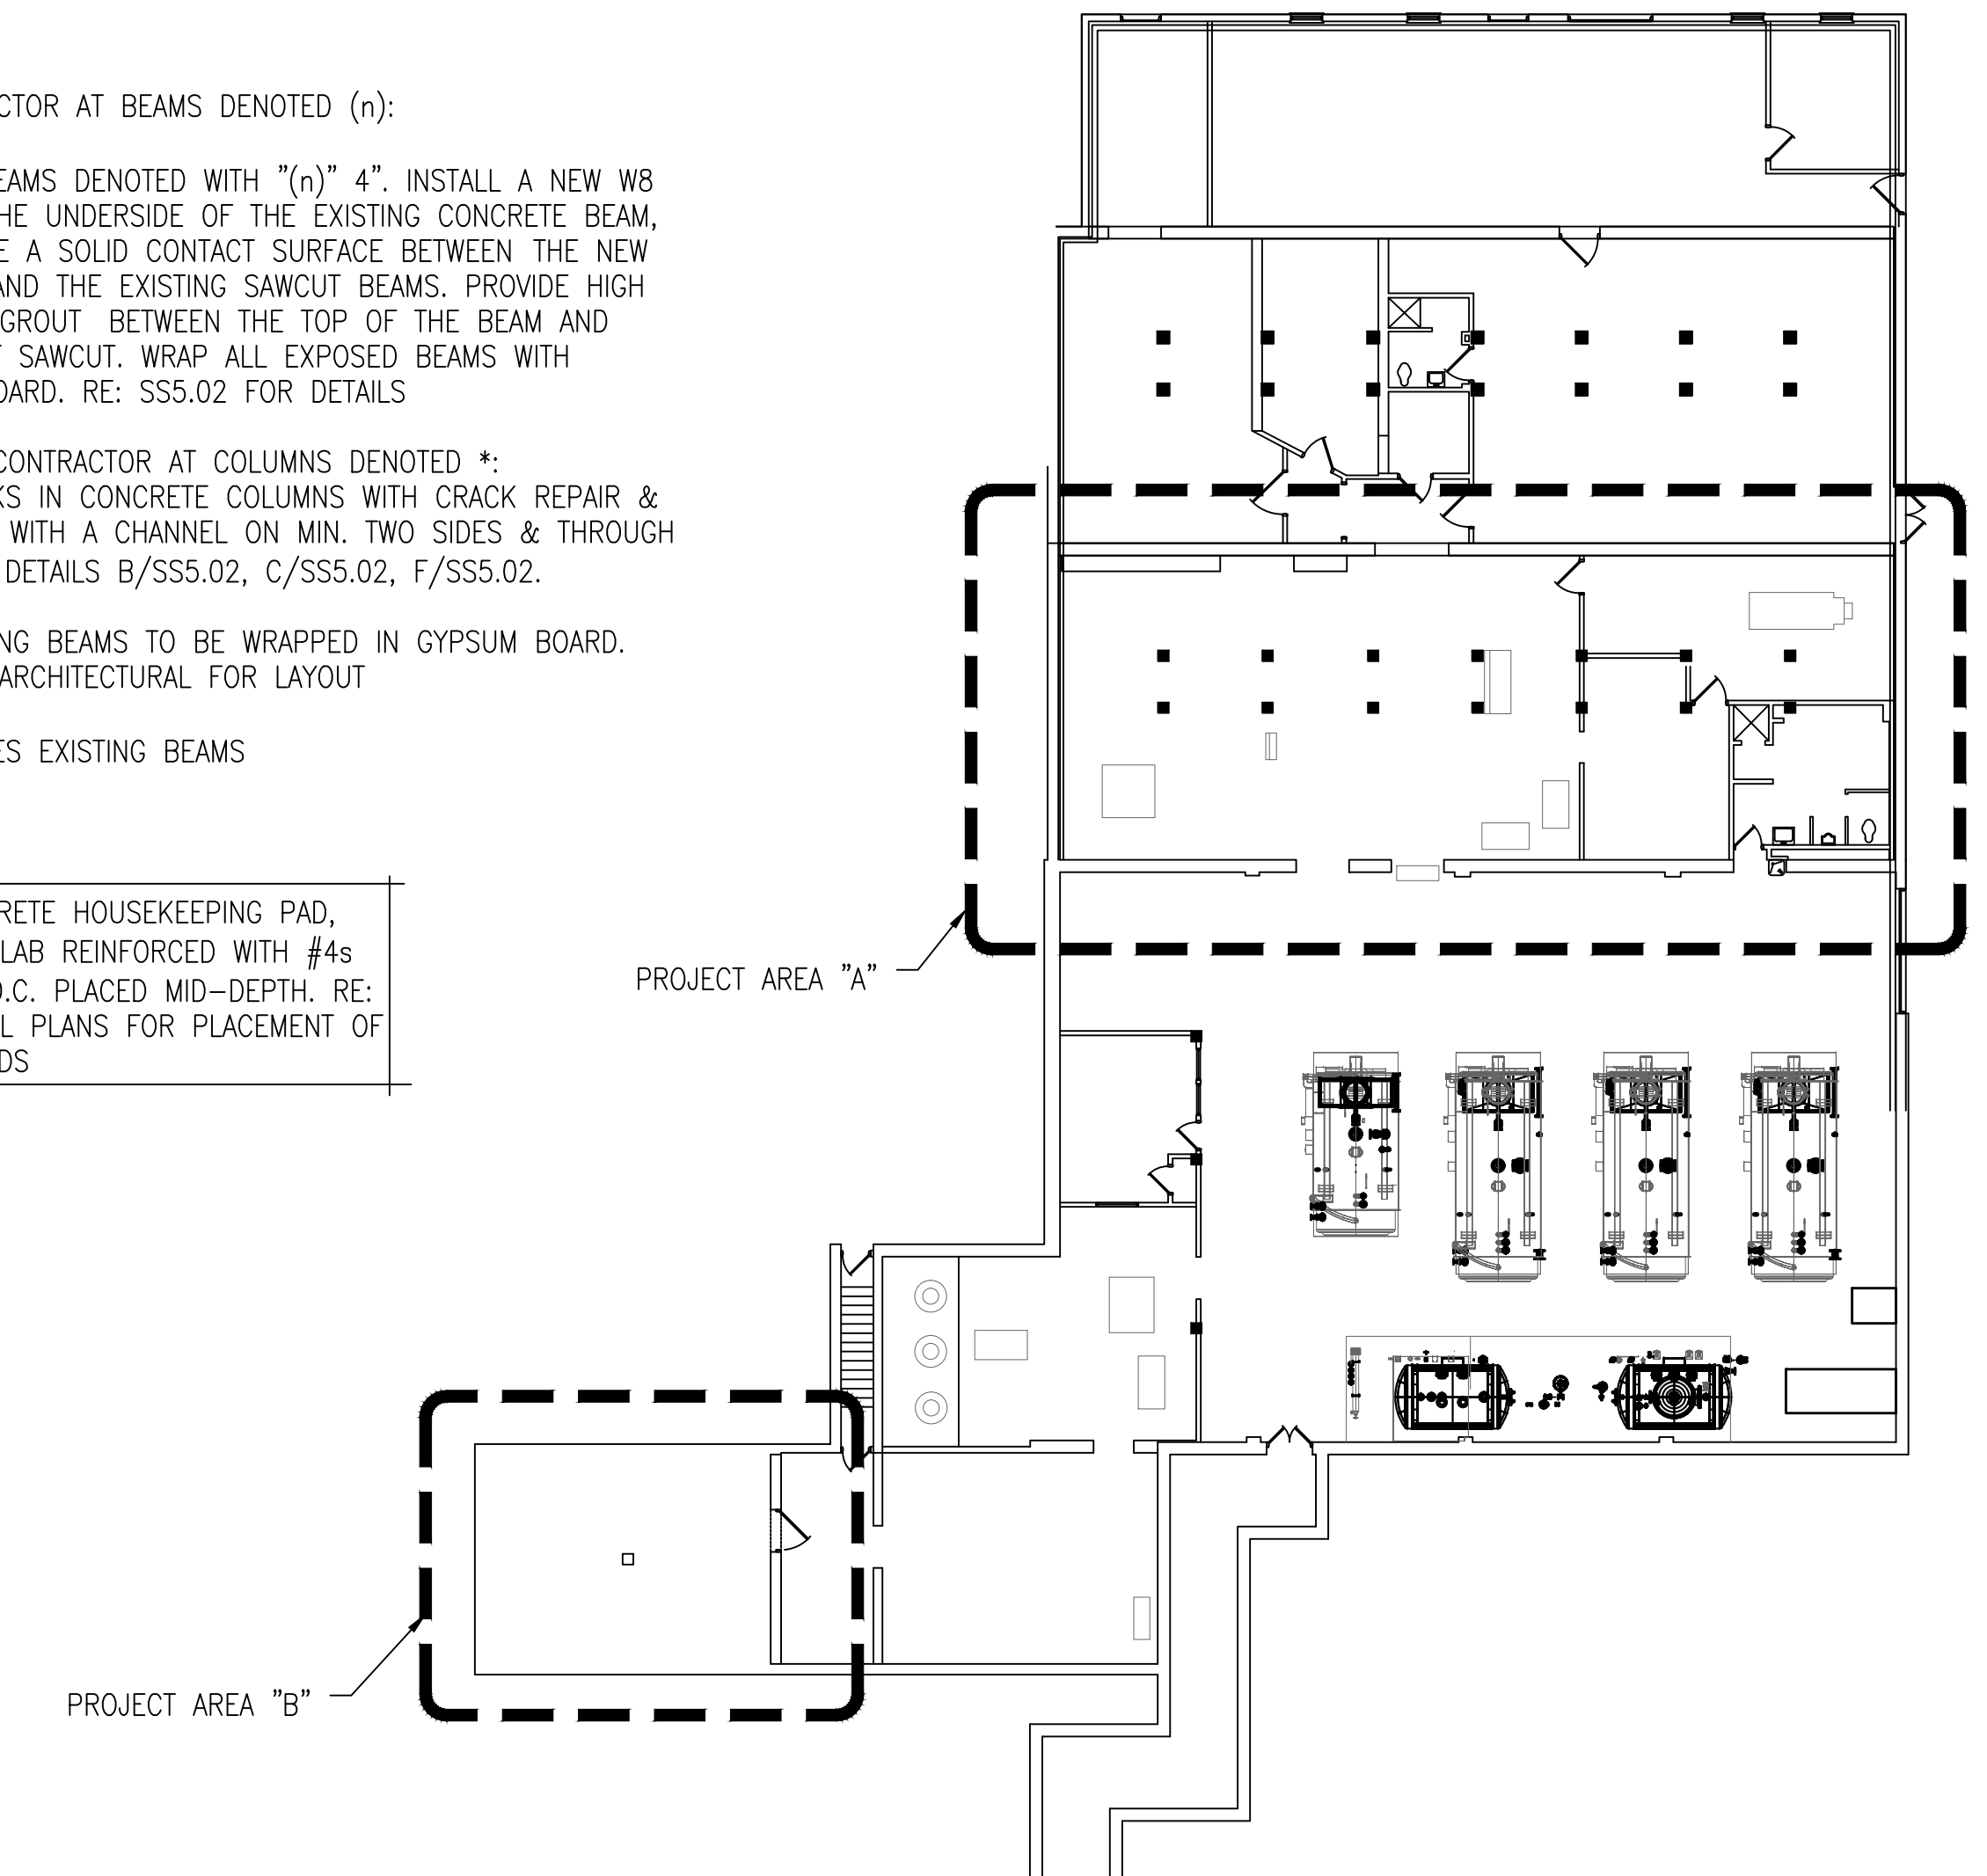 CTOR AT BEAMS DENOTED (n):
EAMS DENOTED WITH "(n)" 4". INSTALL A NEW W8
HE UNDERSIDE OF THE EXISTING CONCRETE BEAM,
E A SOLID CONTACT SURFACE BETWEEN THE NEW
AND THE EXISTING SAWCUT BEAMS. PROVIDE HIGH
GROUT BETWEEN THE TOP OF THE BEAM AND
T SAWCUT. WRAP ALL EXPOSED BEAMS WITH
OARD. RE: SS5.02 FOR DETAILS
CONTRACTOR AT COLUMNS DENOTED *:
KS IN CONCRETE COLUMNS WITH CRACK REPAIR &
WITH A CHANNEL ON MIN. TWO SIDES & THROUGH
DETAILS B/SS5.02, C/SS5.02, F/SS5.02.
NG BEAMS TO BE WRAPPED IN GYPSUM BOARD.
ARCHITECTURAL FOR LAYOUT
ES EXISTING BEAMS
RETE HOUSEKEEPING PAD,
LAB REINFORCED WITH #4s
O.C. PLACED MID-DEPTH. RE:
L PLANS FOR PLACEMENT OF
DS
PROJECT AREA "A"
PROJECT AREA "B"